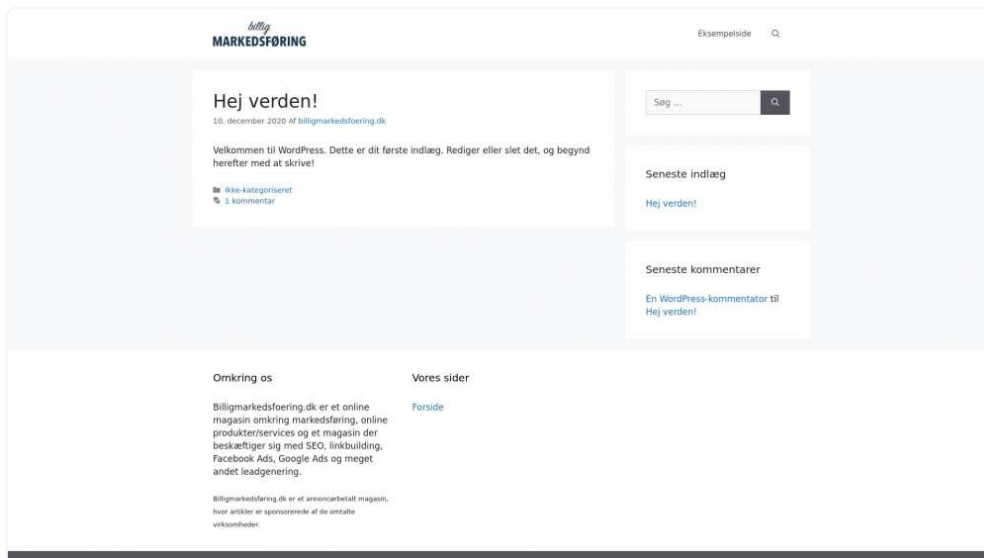 billig
MARKEDSFØRING
Eksempelside
Hej verden!
10. december 2020 Af billigmarkedsfoering.dk
Velkommen til WordPress. Dette er dit første indlæg. Rediger eller slet det, og begynd
herefter med at skrive!
Ikke-kategoriseret
1 kommentar
Søg ...
Seneste indlæg
Hej verden!
Seneste kommentarer
En WordPress-kommentator til
Hej verden!
Omkring os
Billigmarkedsfoering.dk er et online
magasin omkring markedsføring, online
produkter/services og et magasin der
beskæftiger sig med SEO, linkbuilding,
Facebook Ads, Google Ads og meget
andet leadgenering.
Billigmarkedsføring.dk er et annoncørbetalt magasin,
hvor artikler er sponsorerede af de omtalte
virksomheder.
Vores sider
Forside